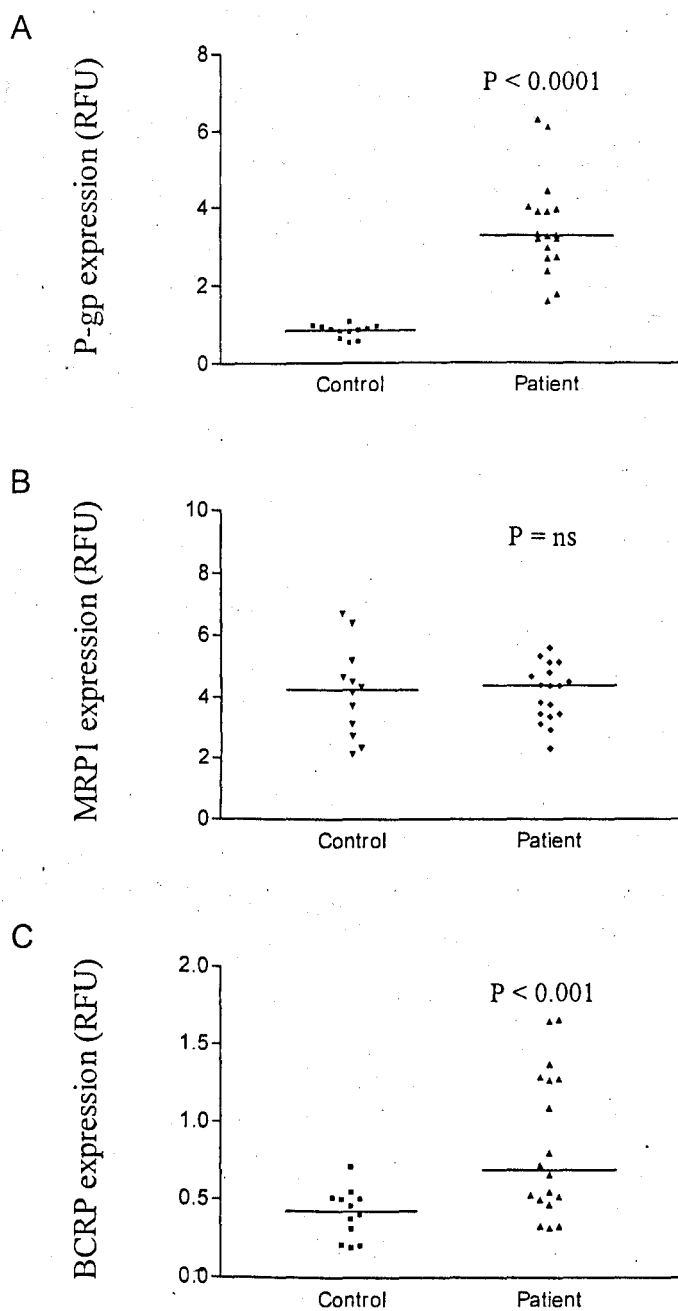 A
P-gp expression (RFU)
8
6
4
2
0
P < 0.0001
Control
Patient
B
MRP1 expression (RFU)
10
8
6
4
2
0
P = ns
Control
Patient
C
BCRP expression (RFU)
2.0
1.5
1.0
0.5
0.0
P < 0.001
Control
Patient